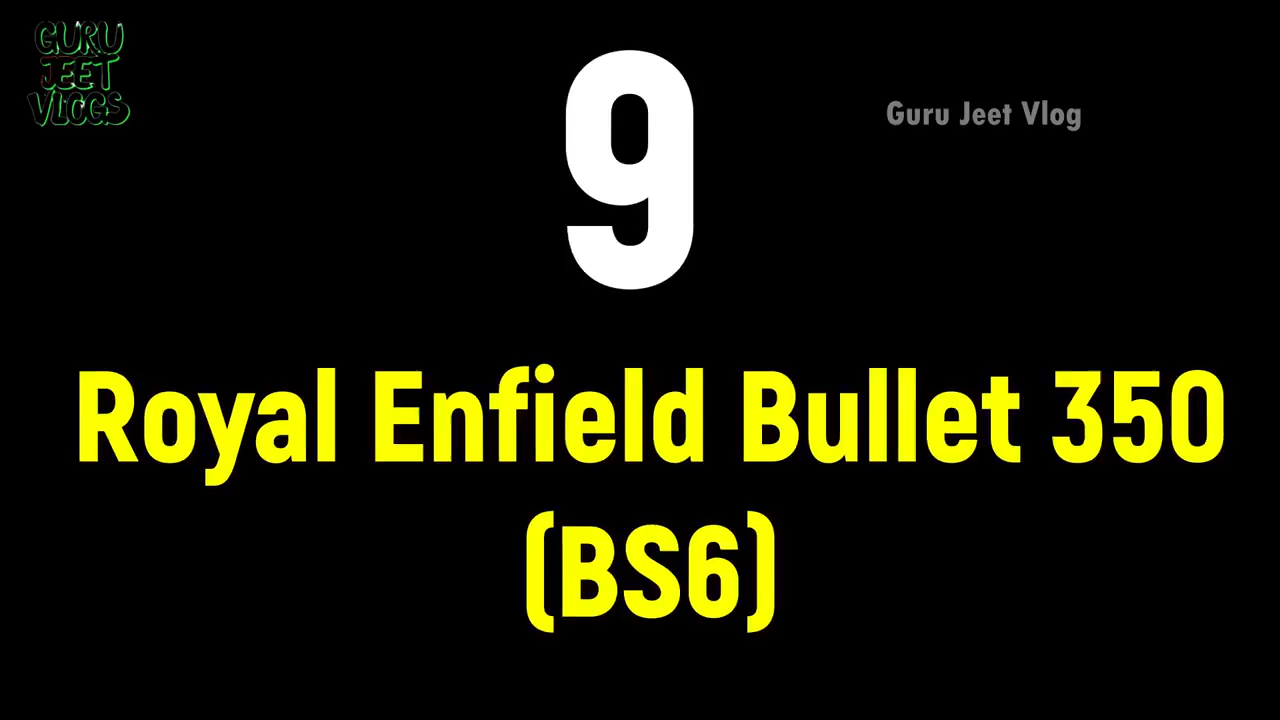 GURU
JEET
VLOGS
9
Guru Jeet Vlog
Royal Enfield Bullet 350
(BS6)